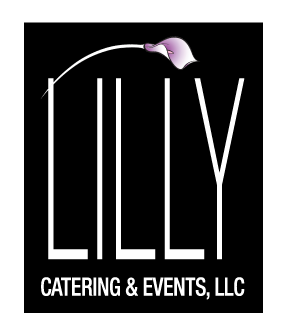 LILLY
CATERING & EVENTS, LLC